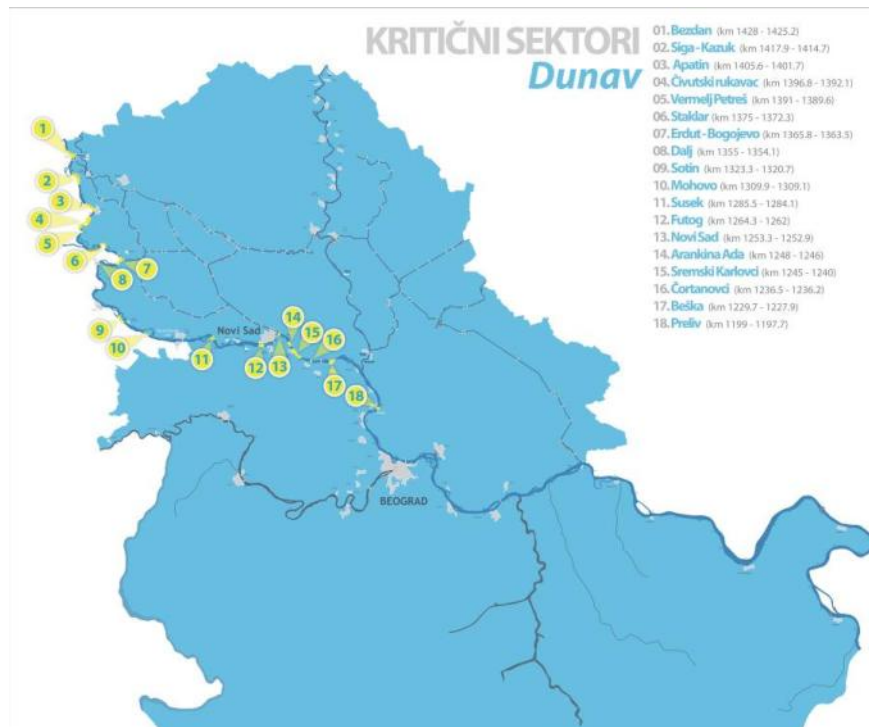 KRITIČNI SEKTORI
Dunav
01. Bezdan (km 1428 - 1425.2)
02. Siga - Kazuk (km 1417.9 - 1414.7)
03. Apatin (km 1405.6 - 1401.7)
04. Čivutski rukavac (km 1396.8 - 1392.1)
05. Vermelj Petreš (km 1391 - 1389.6)
06. Staklar (km 1375 - 1372.3)
07. Erdut - Bogojevo (km 1365.8 - 1363.5)
08. Dalj (km 1355 - 1354.1)
09. Sotin (km 1323.3 - 1320.7)
10. Mohovo (km 1309.9 - 1309.1)
11. Susek (km 1285.5 - 1284.1)
12. Futog (km 1264.3 - 1262)
13. Novi Sad (km 1253.3 - 1252.9)
14. Arankina Ada (km 1248 - 1246)
15. Sremski Karlovci (km 1245 - 1240)
16. Čortanovci (km 1236.5 - 1236.2)
17. Beška (km 1229.7 - 1227.9)
18. Preliv (km 1199 - 1197.7)
1
2
3
4
5
6
7
8
9
10
11
Novi Sad
12
13
14
15
16
17
18
BEOGRAD